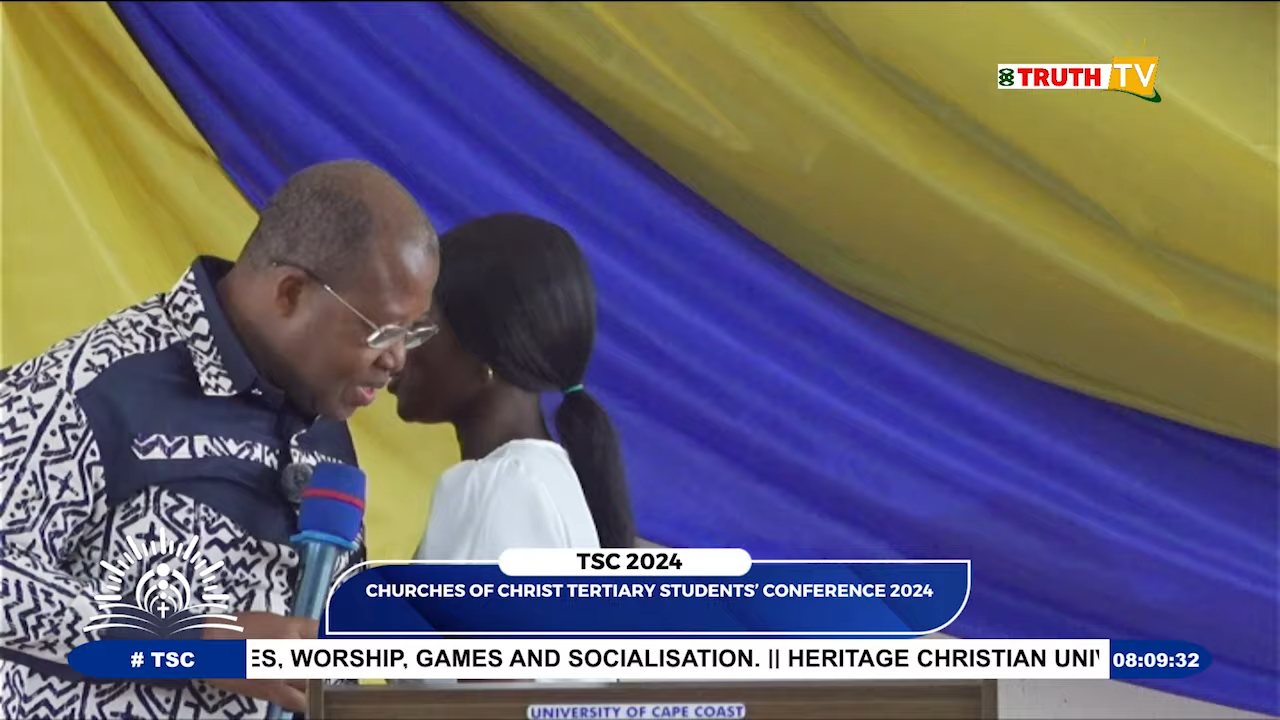 TRUTH TV
TSC 2024
CHURCHES OF CHRIST TERTIARY STUDENTS' CONFERENCE 2024
# TSC
ES, WORSHIP, GAMES AND SOCIALISATION. || HERITAGE CHRISTIAN UNI
08:09:32
UNIVERSITY OF CAPE COAST